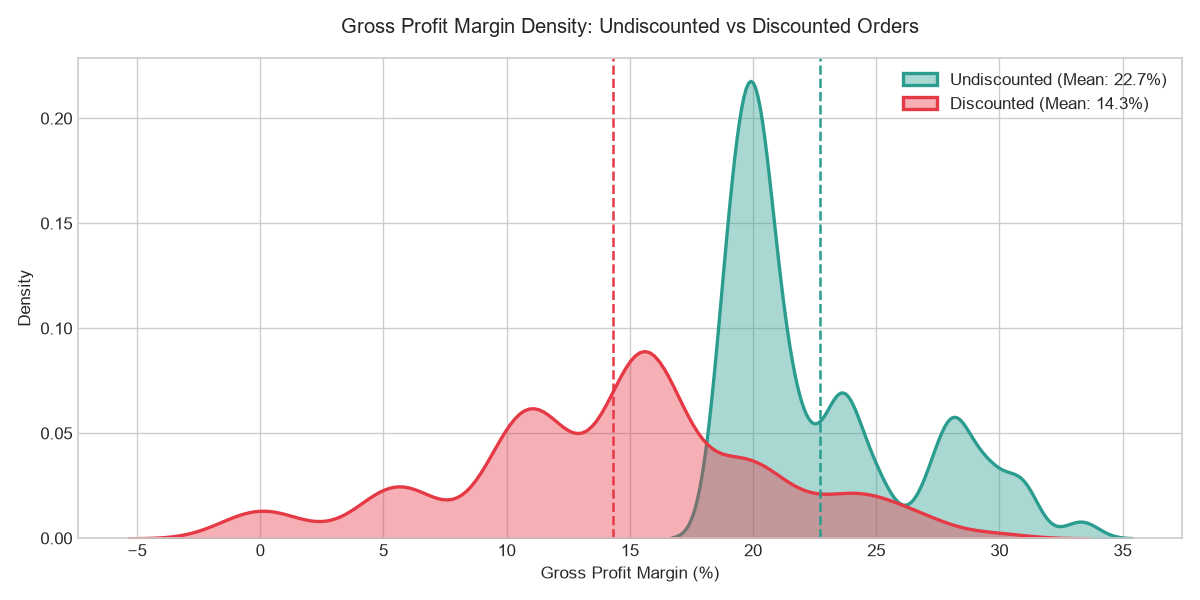 Gross Profit Margin Density: Undiscounted vs Discounted Orders
Undiscounted (Mean: 22.7%)
Discounted (Mean: 14.3%)
Density
0.20
0.15
0.10
0.05
0.00
−5 0 5 10 15 20 25 30 35
Gross Profit Margin (%)